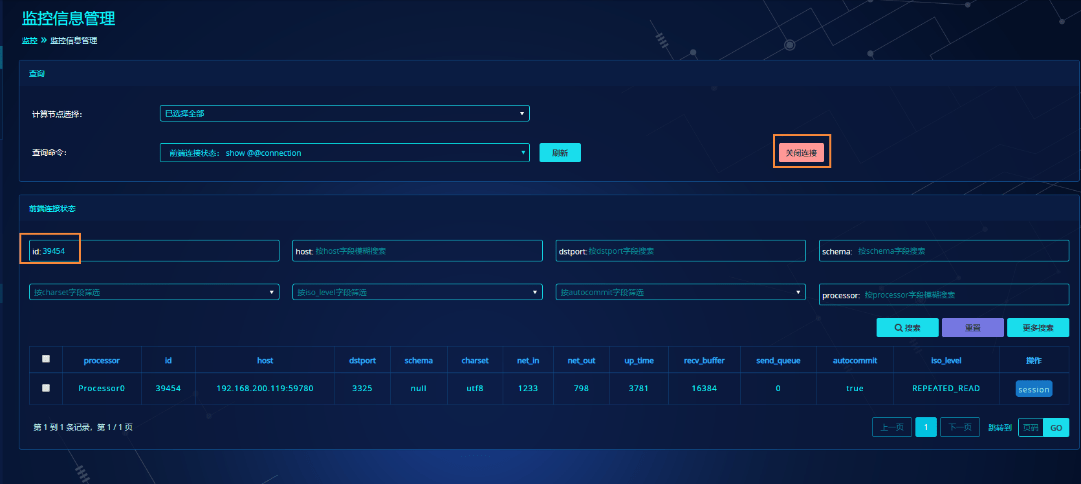 监控信息管理
监控 » 监控信息管理
查询
计算节点选择： 已选择全部
查询命令： 前端连接状态： show @@connection 刷新 关闭连接
前端连接状态
id: 39454 host: 按host字段模糊搜索 dstport: 按dstport字段搜索 schema: 按schema字段搜索
按charset字段筛选 按iso_level字段筛选 按autocommit字段筛选 processor: 按processor字段模糊搜索
搜索 重置 更多搜索
processor id host dstport schema charset net_in net_out up_time recv_buffer send_queue autocommit iso_level 操作
Processor0 39454 192.168.200.119:59780 3325 null utf8 1233 798 3781 16384 0 true REPEATED_READ session
第 1 到 1 条记录，第 1 / 1 页 上一页 1 下一页 跳转到 页码 GO